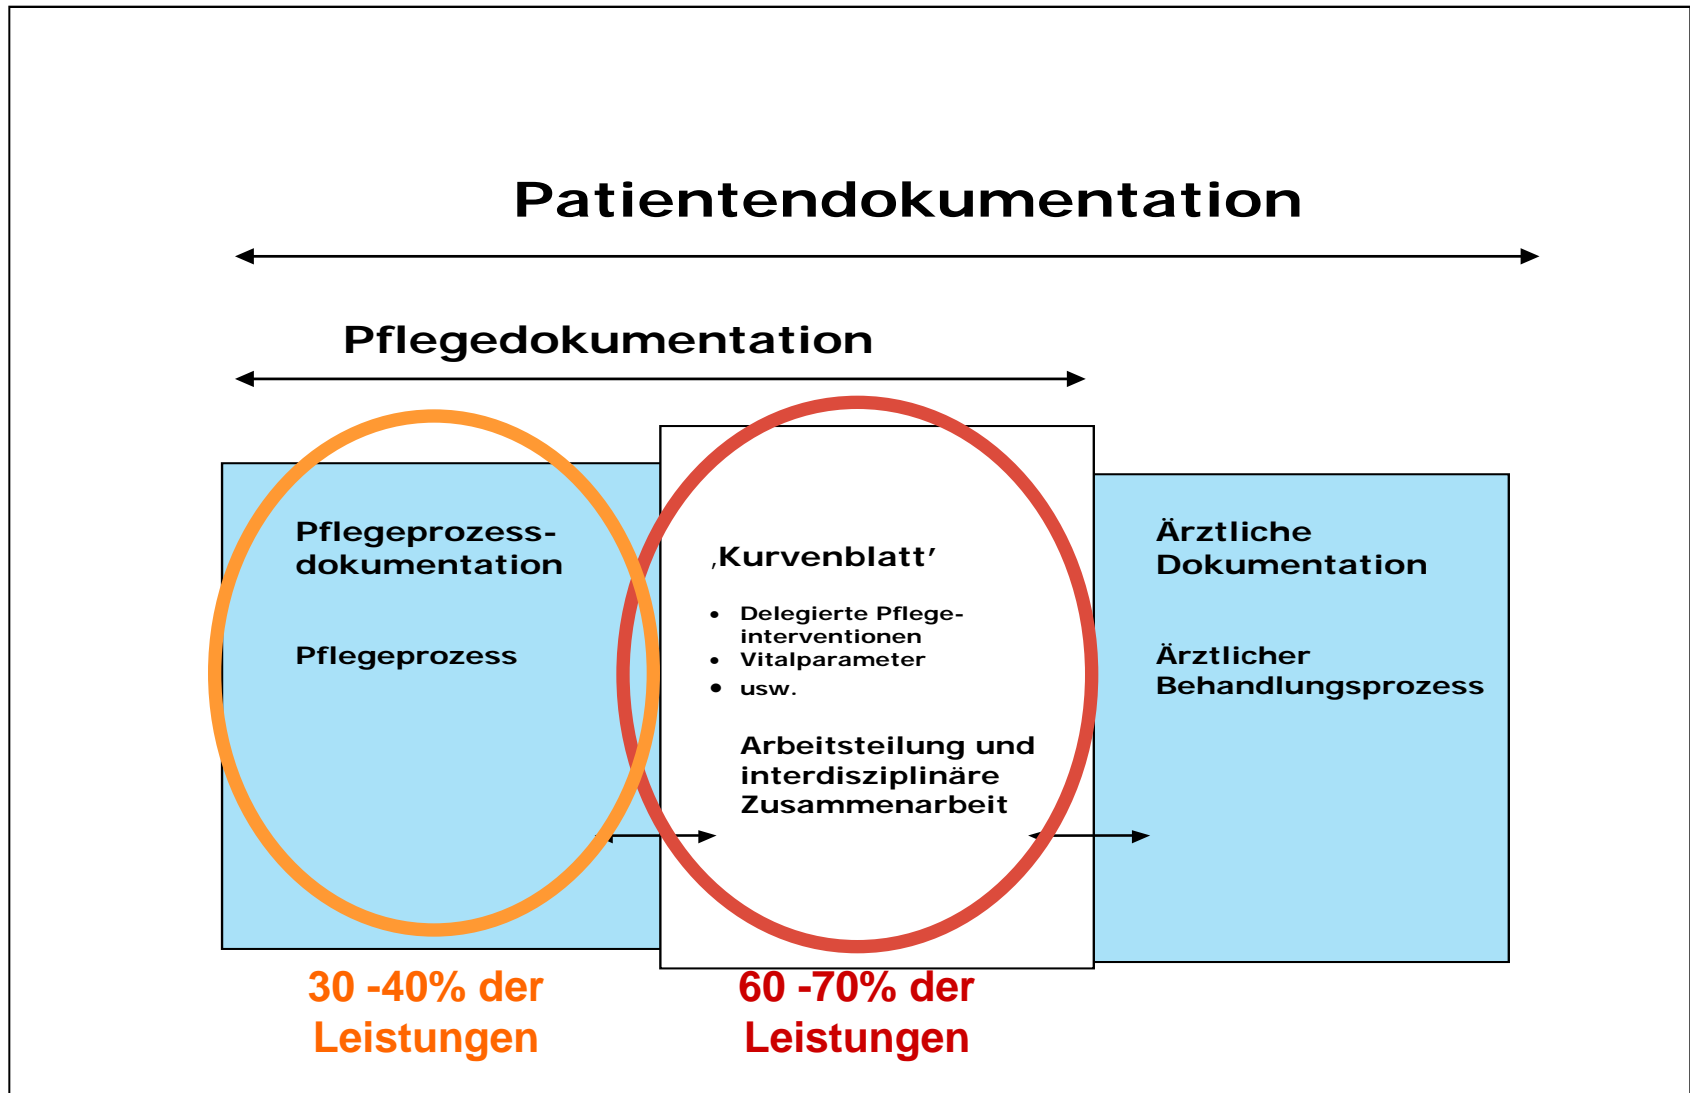 Patientendokumentation
Pflegedokumentation
Pflegeprozess-
dokumentation
Pflegeprozess
‚Kurvenblatt’
• Delegierte Pflege-
interventionen
• Vitalparameter
• usw.
Arbeitsteilung und
interdisziplinäre
Zusammenarbeit
Ärztliche
Dokumentation
Ärztlicher
Behandlungsprozess
30 -40% der
Leistungen
60 -70% der
Leistungen